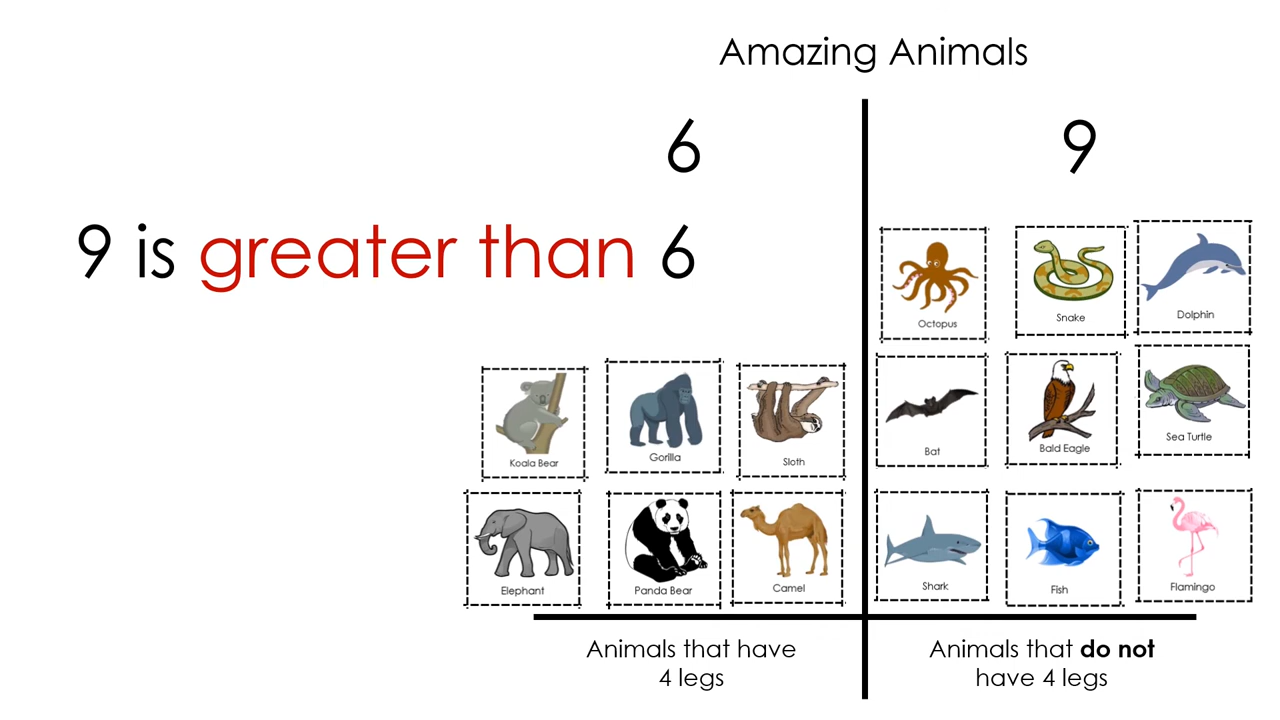 Amazing Animals
6
9
9 is greater than 6
Octopus
Snake
Dolphin
Koala Bear
Gorilla
Sloth
Bat
Bald Eagle
Sea Turtle
Elephant
Panda Bear
Camel
Shark
Fish
Flamingo
Animals that have
4 legs
Animals that do not
have 4 legs